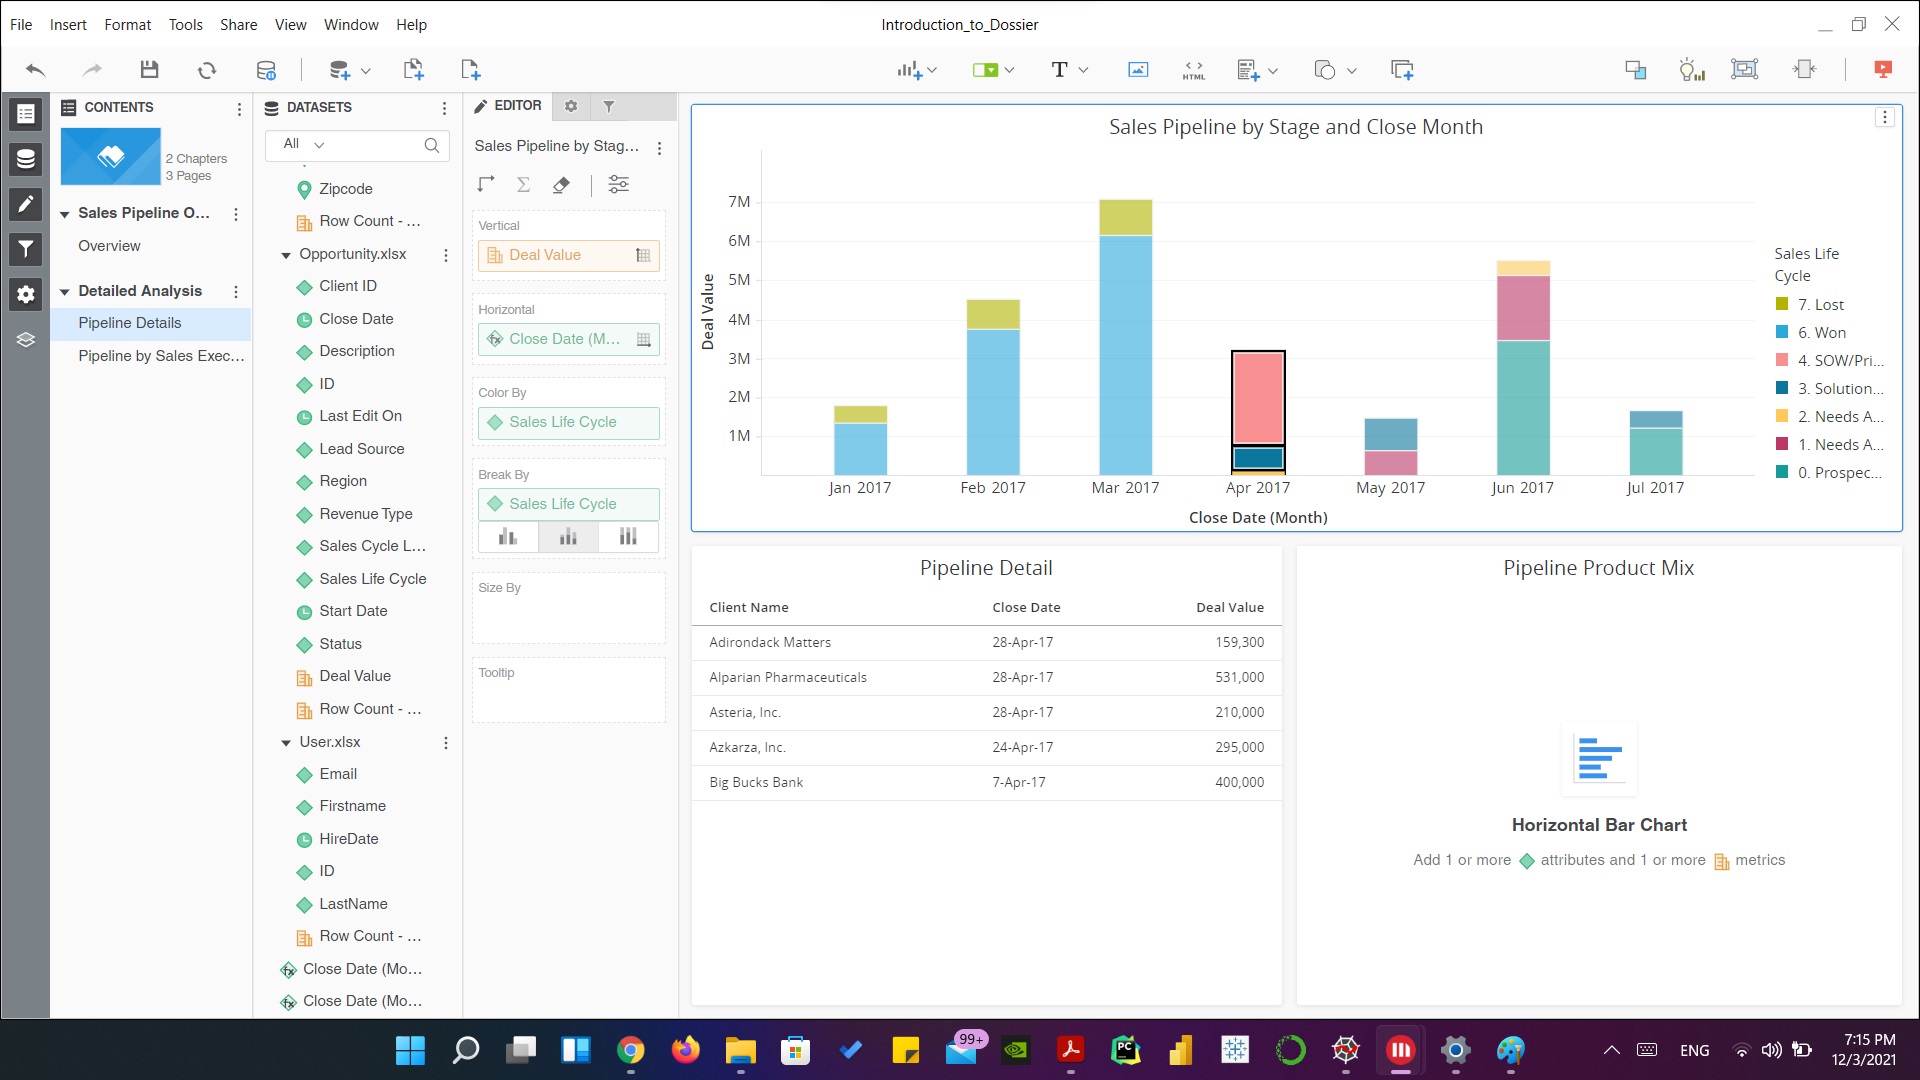 File Insert Format Tools Share View Window Help
Introduction_to_Dossier
HTML
CONTENTS
2 Chapters
3 Pages
Sales Pipeline O...
Overview
Detailed Analysis
Pipeline Details
Pipeline by Sales Exec...
DATASETS
All
Zipcode
Row Count - ...
Opportunity.xlsx
Client ID
Close Date
Description
ID
Last Edit On
Lead Source
Region
Revenue Type
Sales Cycle L...
Sales Life Cycle
Start Date
Status
Deal Value
Row Count - ...
User.xlsx
Email
Firstname
HireDate
ID
LastName
Row Count - ...
Close Date (Mo...
Close Date (Mo...
EDITOR
Sales Pipeline by Stag...
Vertical
Deal Value
Horizontal
Close Date (M...
Color By
Sales Life Cycle
Break By
Sales Life Cycle
Size By
Tooltip
Sales Pipeline by Stage and Close Month
Deal Value
7M
6M
5M
4M
3M
2M
1M
Jan 2017 Feb 2017 Mar 2017 Apr 2017 May 2017 Jun 2017 Jul 2017
Close Date (Month)
Sales Life
Cycle
7. Lost
6. Won
4. SOW/Pri...
3. Solution...
2. Needs A...
1. Needs A...
0. Prospec...
Pipeline Detail
Client Name Close Date Deal Value
Adirondack Matters 28-Apr-17 159,300
Alparian Pharmaceuticals 28-Apr-17 531,000
Asteria, Inc. 28-Apr-17 210,000
Azkarza, Inc. 24-Apr-17 295,000
Big Bucks Bank 7-Apr-17 400,000
Pipeline Product Mix
Horizontal Bar Chart
Add 1 or more attributes and 1 or more metrics
99+
PC
ENG
7:15 PM
12/3/2021